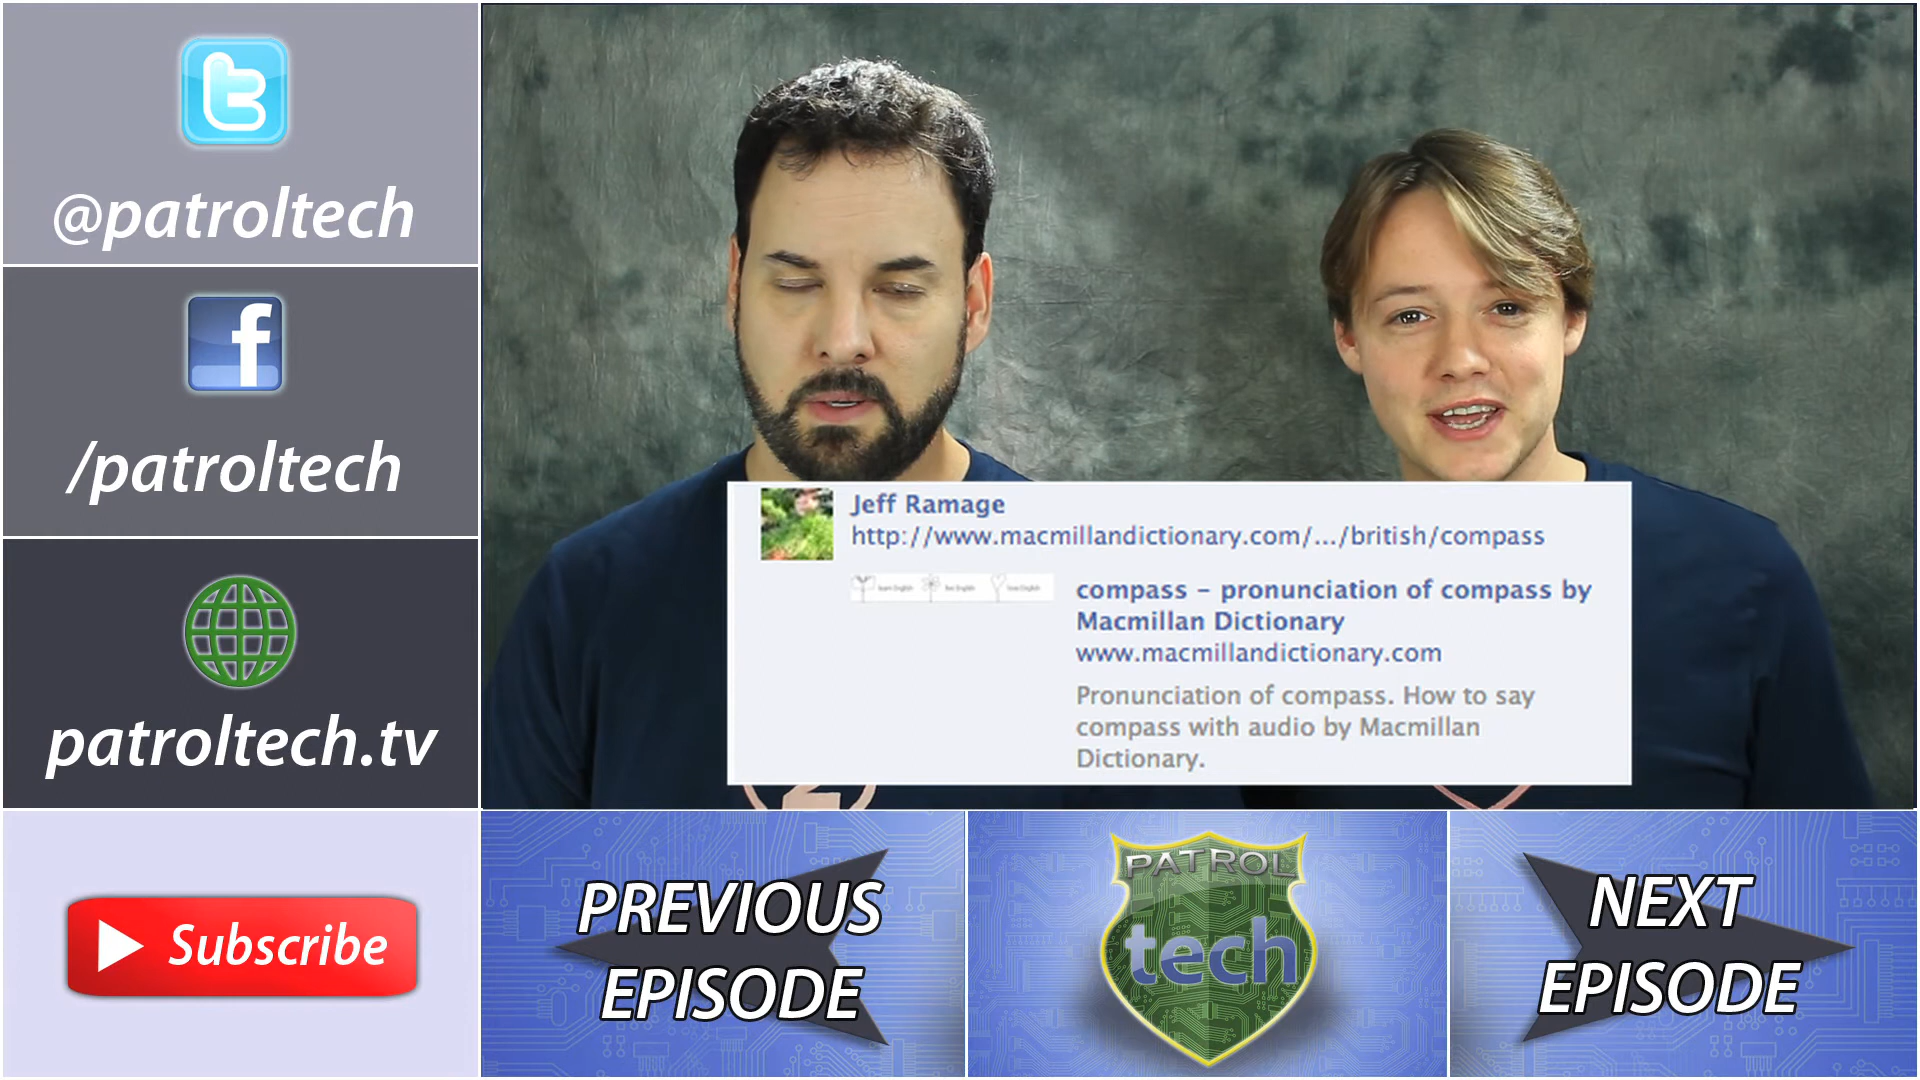 @patroltech
/patroltech
patroltech.tv
Subscribe
Jeff Ramage
http://www.macmillandictionary.com/.../british/compass
compass - pronunciation of compass by
Macmillan Dictionary
www.macmillandictionary.com
Pronunciation of compass. How to say
compass with audio by Macmillan
Dictionary.
PREVIOUS
EPISODE
PATROL
tech
NEXT
EPISODE